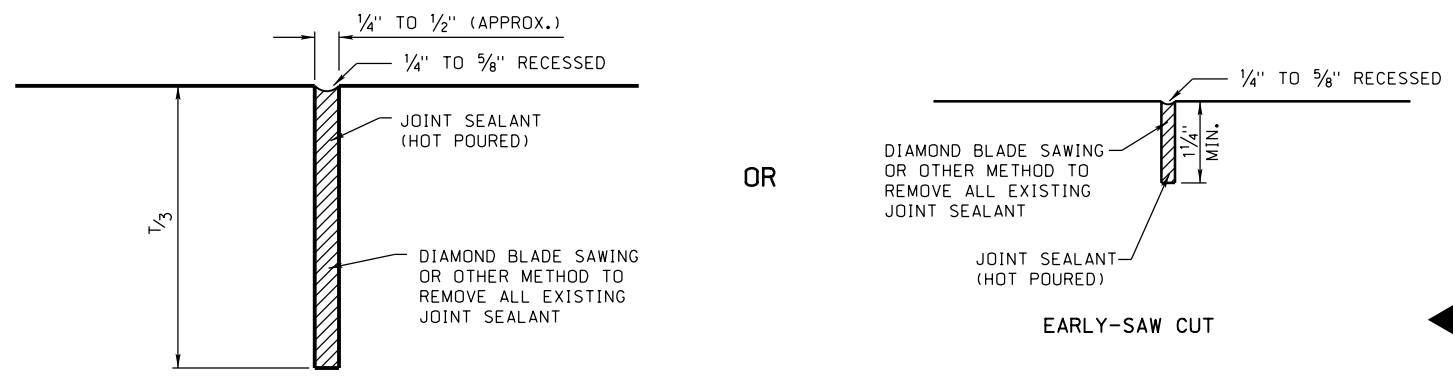 ¼" TO ½" (APPROX.)
¼" TO ⅝" RECESSED
JOINT SEALANT
(HOT POURED)
T/3
DIAMOND BLADE SAWING
OR OTHER METHOD TO
REMOVE ALL EXISTING
JOINT SEALANT
OR
¼" TO ⅝" RECESSED
1¼"
MIN.
DIAMOND BLADE SAWING
OR OTHER METHOD TO
REMOVE ALL EXISTING
JOINT SEALANT
JOINT SEALANT
(HOT POURED)
EARLY-SAW CUT